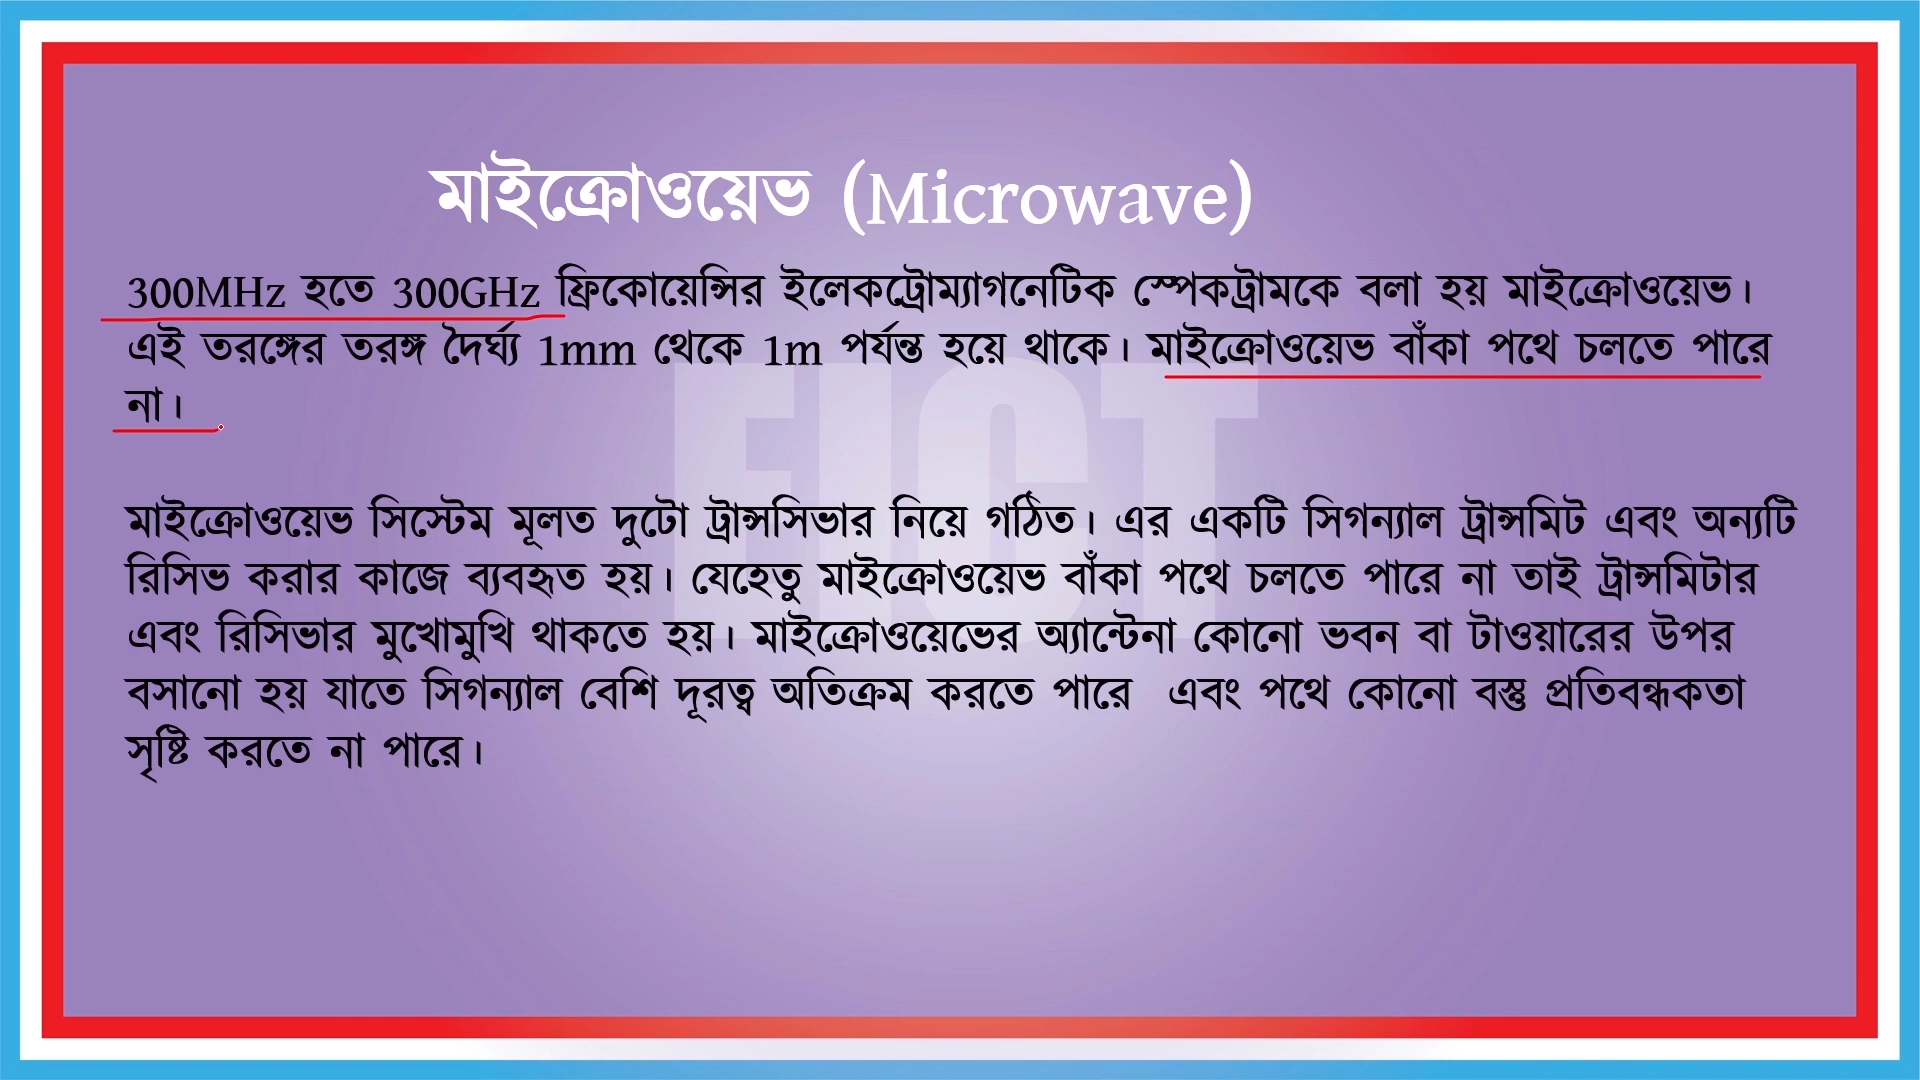 মাইক্রোওয়েভ (Microwave)
300MHz হতে 300GHz ফ্রিকোয়েন্সির ইলেকট্রোম্যাগনেটিক স্পেকট্রামকে বলা হয় মাইক্রোওয়েভ।
এই তরঙ্গের তরঙ্গ দৈর্ঘ্য 1mm থেকে 1m পর্যন্ত হয়ে থাকে। মাইক্রোওয়েভ বাঁকা পথে চলতে পারে
না।
EICT
মাইক্রোওয়েভ সিস্টেম মূলত দুটো ট্রান্সসিভার নিয়ে গঠিত। এর একটি সিগন্যাল ট্রান্সমিট এবং অন্যটি
রিসিভ করার কাজে ব্যবহৃত হয়। যেহেতু মাইক্রোওয়েভ বাঁকা পথে চলতে পারে না তাই ট্রান্সমিটার
এবং রিসিভার মুখোমুখি থাকতে হয়। মাইক্রোওয়েভের অ্যান্টেনা কোনো ভবন বা টাওয়ারের উপর
বসানো হয় যাতে সিগন্যাল বেশি দূরত্ব অতিক্রম করতে পারে এবং পথে কোনো বস্তু প্রতিবন্ধকতা
সৃষ্টি করতে না পারে।